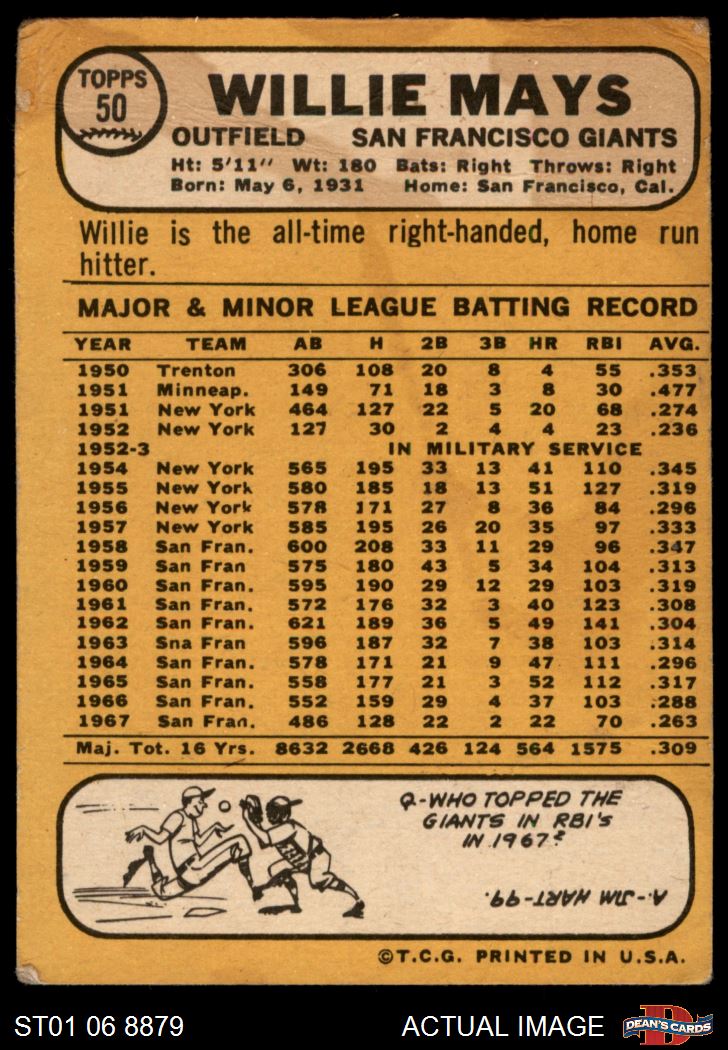 TOPPS
50
WILLIE MAYS
OUTFIELD SAN FRANCISCO GIANTS
Ht: 5'11" Wt: 180 Bats: Right Throws: Right
Born: May 6, 1931 Home: San Francisco, Cal.
Willie is the all-time right-handed, home run
hitter.
MAJOR & MINOR LEAGUE BATTING RECORD
YEAR TEAM AB H 2B 3B HR RBI AVG.
1950 Trenton 306 108 20 8 4 55 .353
1951 Minneap. 149 71 18 3 8 30 .477
1951 New York 464 127 22 5 20 68 .274
1952 New York 127 30 2 4 4 23 .236
1952-3 IN MILITARY SERVICE
1954 New York 565 195 33 13 41 110 .345
1955 New York 580 185 18 13 51 127 .319
1956 New York 578 171 27 8 36 84 .296
1957 New York 585 195 26 20 35 97 .333
1958 San Fran. 600 208 33 11 29 96 .347
1959 San Fran 575 180 43 5 34 104 .313
1960 San Fran. 595 190 29 12 29 103 .319
1961 San Fran. 572 176 32 3 40 123 .308
1962 San Fran. 621 189 36 5 49 141 .304
1963 Sna Fran 596 187 32 7 38 103 .314
1964 San Fran. 578 171 21 9 47 111 .296
1965 San Fran. 558 177 21 3 52 112 .317
1966 San Fran. 552 159 29 4 37 103 .288
1967 San Fran. 486 128 22 2 22 70 .263
Maj. Tot. 16 Yrs. 8632 2668 426 124 564 1575 .309
Q-WHO TOPPED THE
GIANTS IN RBI'S
IN 1967?
A.-JIM HART-99.
©T.C.G. PRINTED IN U.S.A.
ST01 06 8879 ACTUAL IMAGE
D
DEAN'S CARDS